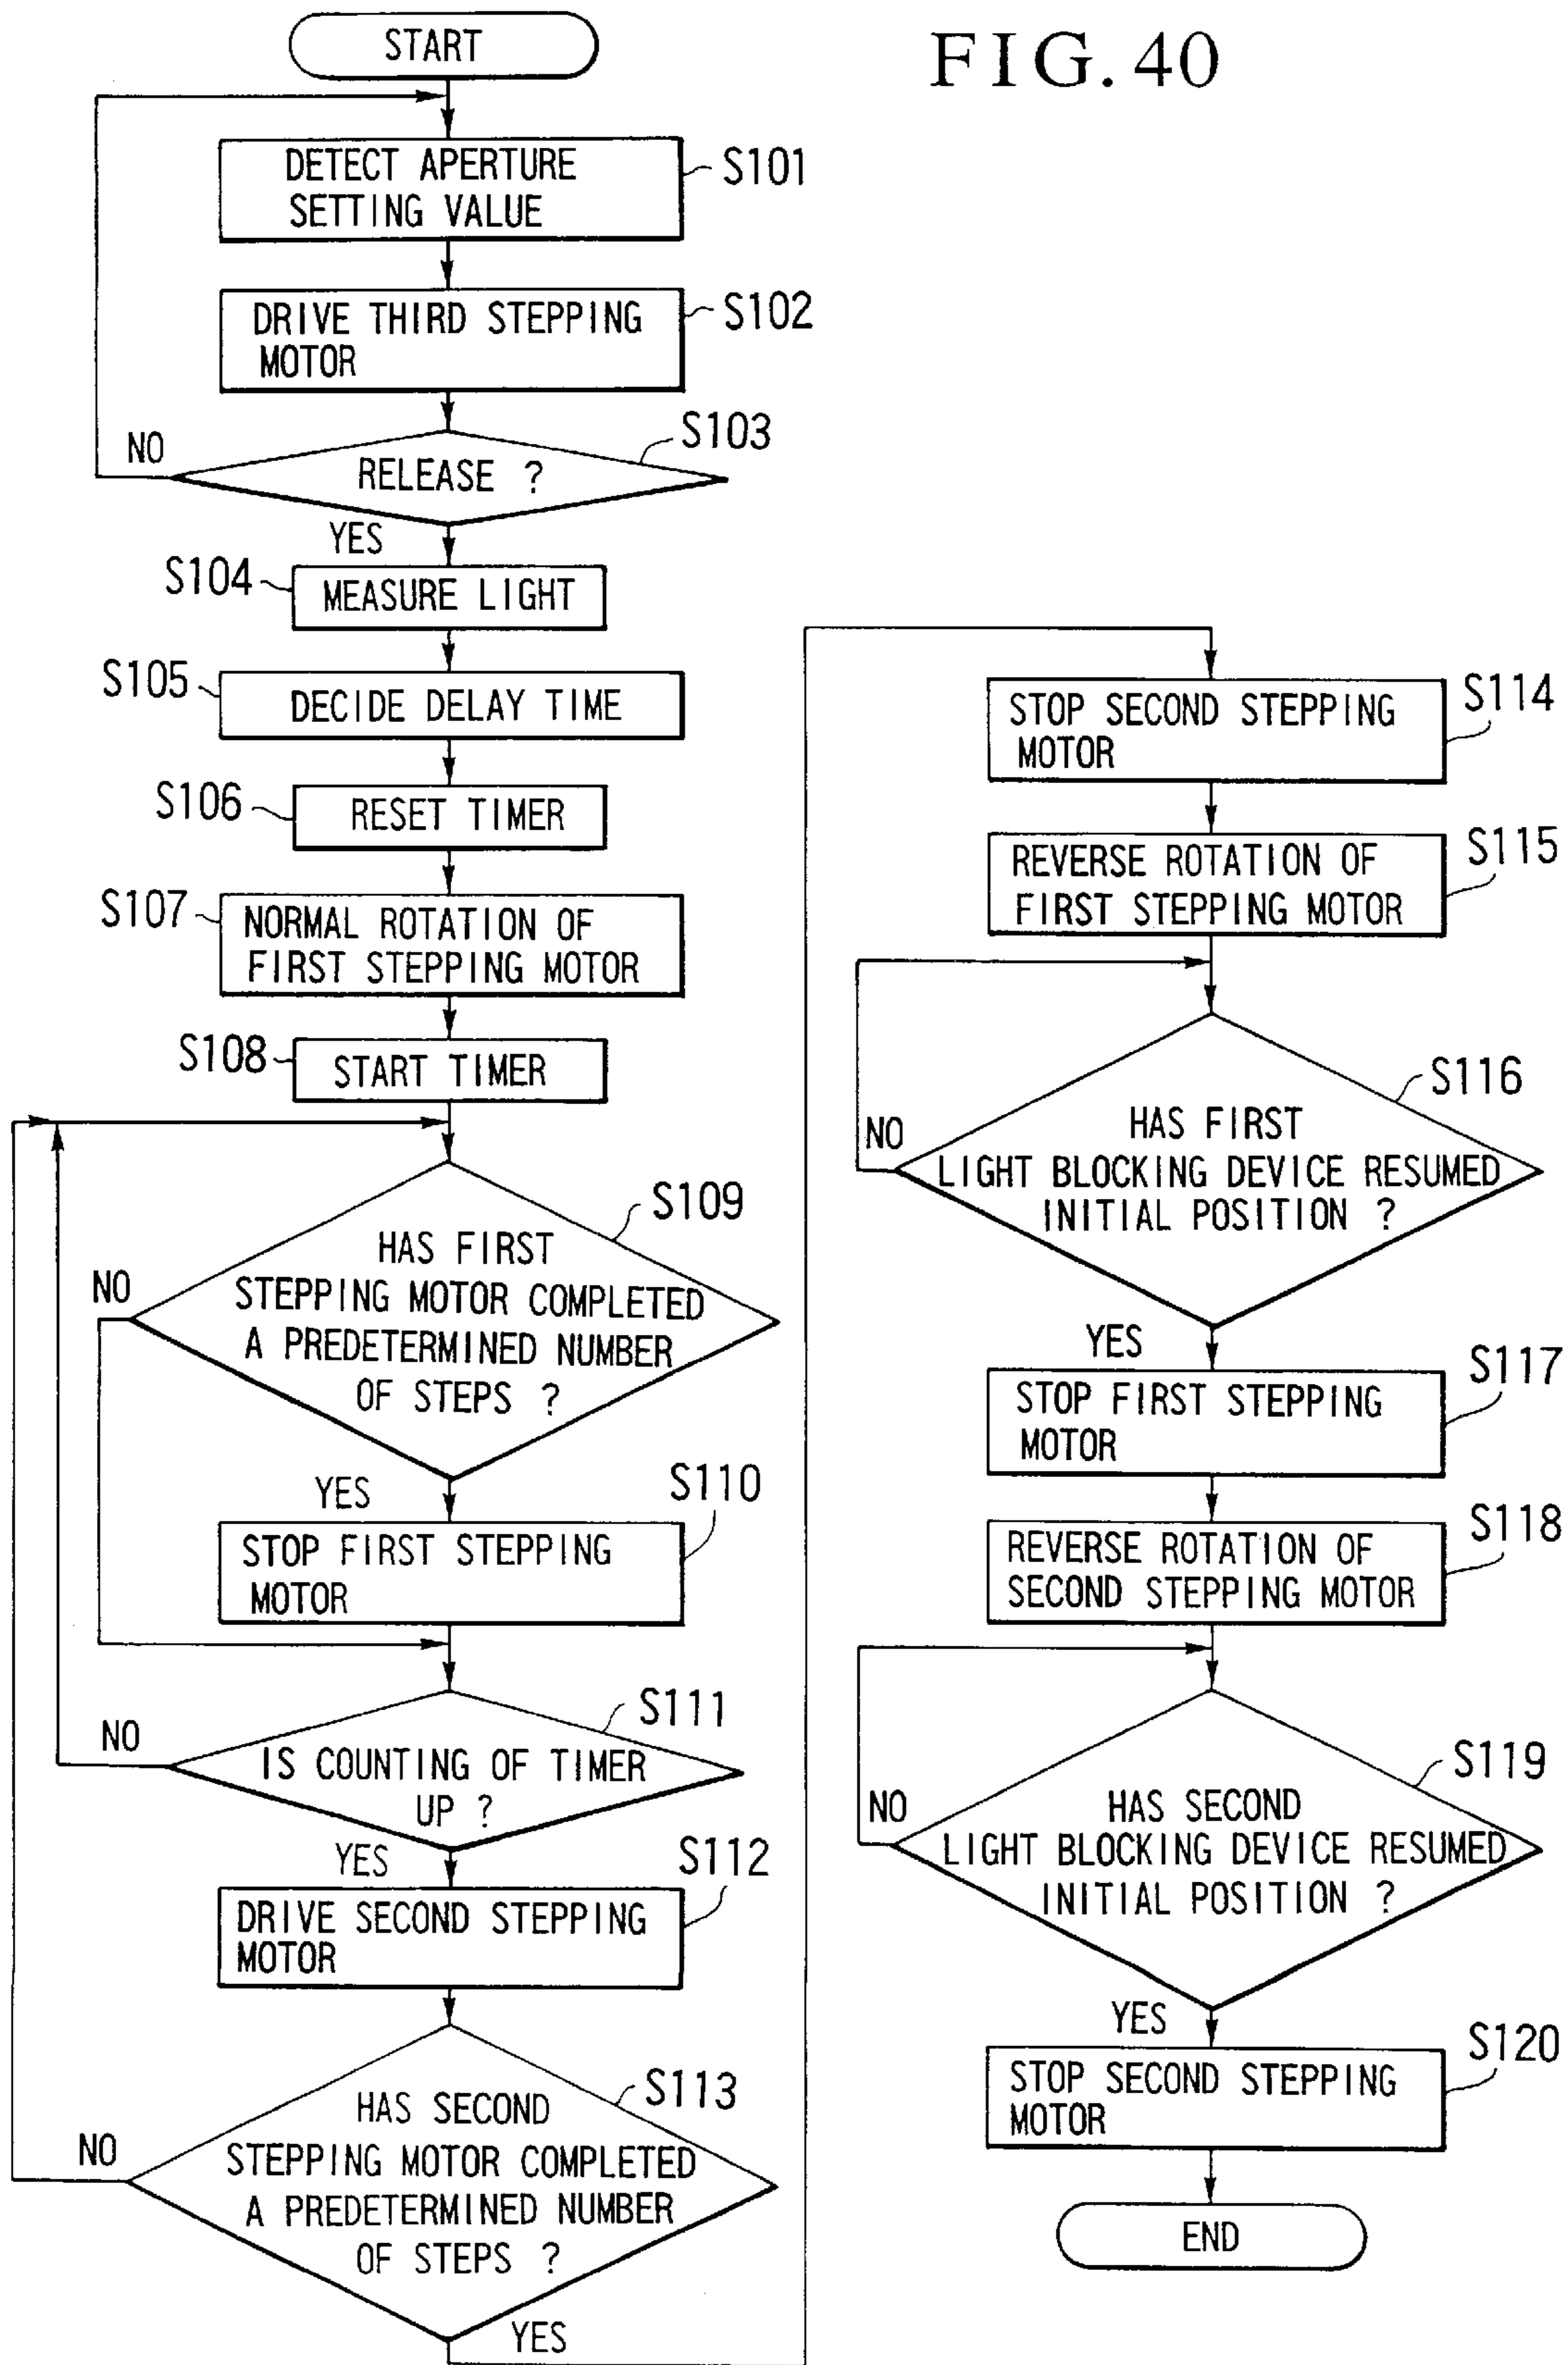 FIG. 40
START
DETECT APERTURE
SETTING VALUE
S101
DRIVE THIRD STEPPING
MOTOR
S102
S103
NO
RELEASE ?
YES
S104
MEASURE LIGHT
S105
DECIDE DELAY TIME
S106
RESET TIMER
S107
NORMAL ROTATION OF
FIRST STEPPING MOTOR
S108
START TIMER
S109
NO
HAS FIRST
STEPPING MOTOR COMPLETED
A PREDETERMINED NUMBER
OF STEPS ?
YES
S110
STOP FIRST STEPPING
MOTOR
S111
NO
IS COUNTING OF TIMER
UP ?
YES
S112
DRIVE SECOND STEPPING
MOTOR
S113
NO
HAS SECOND
STEPPING MOTOR COMPLETED
A PREDETERMINED NUMBER
OF STEPS ?
YES
S114
STOP SECOND STEPPING
MOTOR
S115
REVERSE ROTATION OF
FIRST STEPPING MOTOR
S116
NO
HAS FIRST
LIGHT BLOCKING DEVICE RESUMED
INITIAL POSITION ?
YES
S117
STOP FIRST STEPPING
MOTOR
S118
REVERSE ROTATION OF
SECOND STEPPING MOTOR
S119
NO
HAS SECOND
LIGHT BLOCKING DEVICE RESUMED
INITIAL POSITION ?
YES
S120
STOP SECOND STEPPING
MOTOR
END